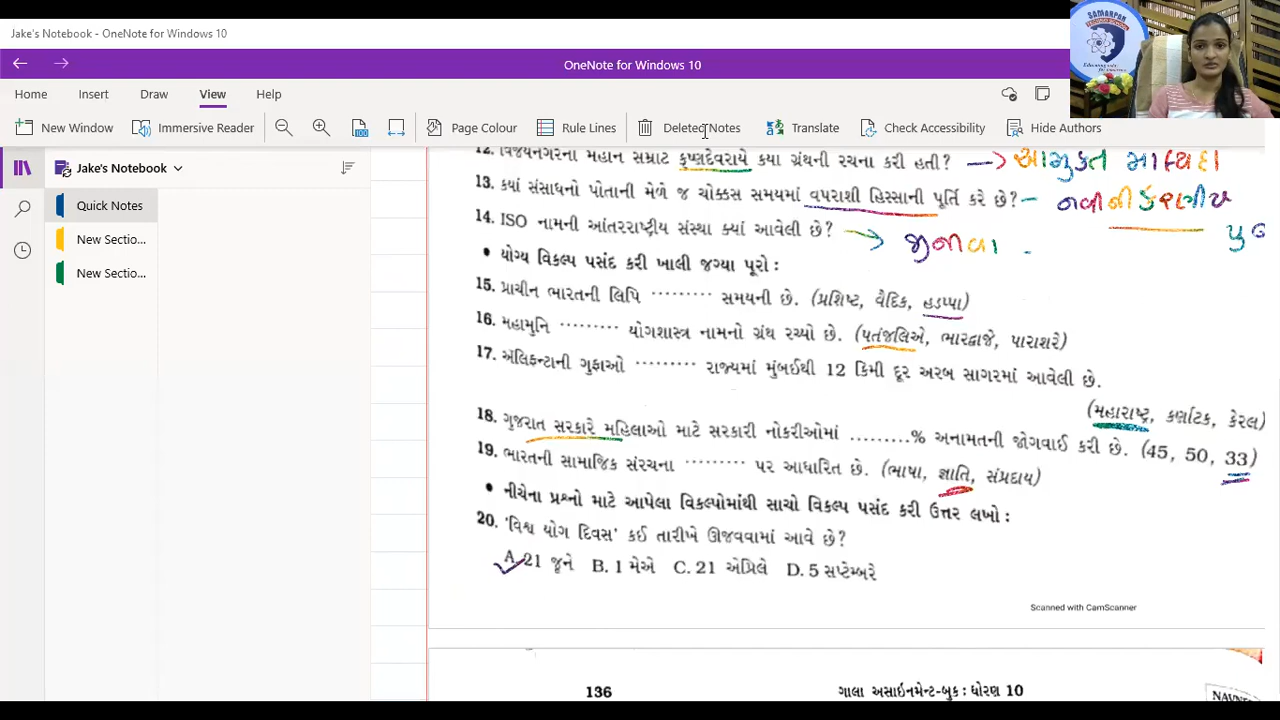 Jake's Notebook - OneNote for Windows 10
OneNote for Windows 10
SAMARPAN
Home Insert Draw View Help
New Window Immersive Reader Page Colour Rule Lines Deleted Notes Translate Check Accessibility Hide Authors
Jake's Notebook
Quick Notes
New Sectio...
New Sectio...
12. વિજયનગરના મહાન સમ્રાટ કૃષ્ણદેવરાયે કયા ગ્રંથની રચના કરી હતી? આમુક્ત
13. કયાં સંસાધનો પોતાની મેળે જ ચોક્કસ સમયમાં વપરાશી હિસ્સાની પૂર્તિ કરે છે? - નવીનીકરણીય
14. ISO નામની આંતરરાષ્ટ્રીય સંસ્થા ક્યાં આવેલી છે? જીનીવા
• યોગ્ય વિકલ્પ પસંદ કરી ખાલી જગ્યા પૂરો :
15. પ્રાચીન ભારતની લિપિ ......... સમયની છે. (પ્રશિષ્ટ, વૈદિક, હડપ્પા)
16. મહામુનિ ......... યોગશાસ્ત્ર નામનો ગ્રંથ રચ્યો છે. (પતંજલિએ, ભારદ્વાજે, પારાશરે)
17. ઍલિફન્ટાની ગુફાઓ ......... રાજ્યમાં મુંબઈથી 12 કિમી દૂર અરબ સાગરમાં આવેલી છે.
(મહારાષ્ટ્ર, કર્ણાટક, કેરલ)
18. ગુજરાત સરકારે મહિલાઓ માટે સરકારી નોકરીઓમાં .........% અનામતની જોગવાઈ કરી છે. (45, 50, 33)
19. ભારતની સામાજિક સંરચના ......... પર આધારિત છે. (ભાષા, જ્ઞાતિ, સંપ્રદાય)
• નીચેના પ્રશ્નો માટે આપેલા વિકલ્પોમાંથી સાચો વિકલ્પ પસંદ કરી ઉત્તર લખો :
20. 'વિશ્વ યોગ દિવસ' કઈ તારીખે ઊજવવામાં આવે છે?
A. 21 જૂને B. 1 મેએ C. 21 એપ્રિલે D. 5 સપ્ટેમ્બરે
Scanned with CamScanner
136 ગાલા અસાઇનમેન્ટ-બુક : ધોરણ 10